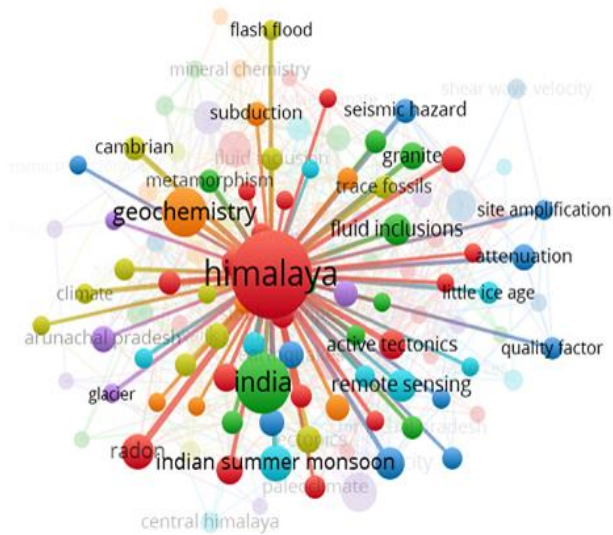 flash flood
mineral chemistry
shear wave velocity
subduction
seismic hazard
cambrian
fluid inclusion
granite
metamorphism
trace fossils
geochemistry
site amplification
fluid inclusions
attenuation
himalaya
climate
little ice age
arunachal pradesh
active tectonics
quality factor
glacier
india
remote sensing
tectonics
radon
indian summer monsoon
paleoclimate
central himalaya